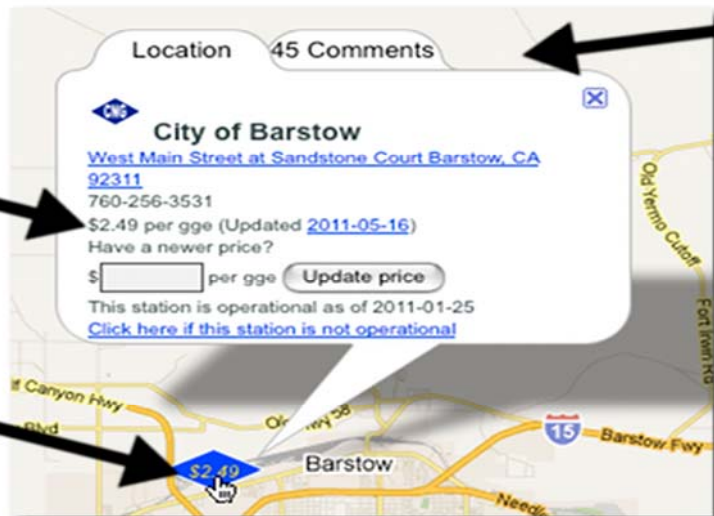 Location
45 Comments
CNG
City of Barstow
West Main Street at Sandstone Court Barstow, CA
92311
760-256-3531
$2.49 per gge (Updated 2011-05-16)
Have a newer price?
$ per gge Update price
This station is operational as of 2011-01-25
Click here if this station is not operational
Old Yermo Cutoff
Fort Irwin Rd
Canyon Hwy
Blvd
15
Barstow Fwy
$2.49
Barstow